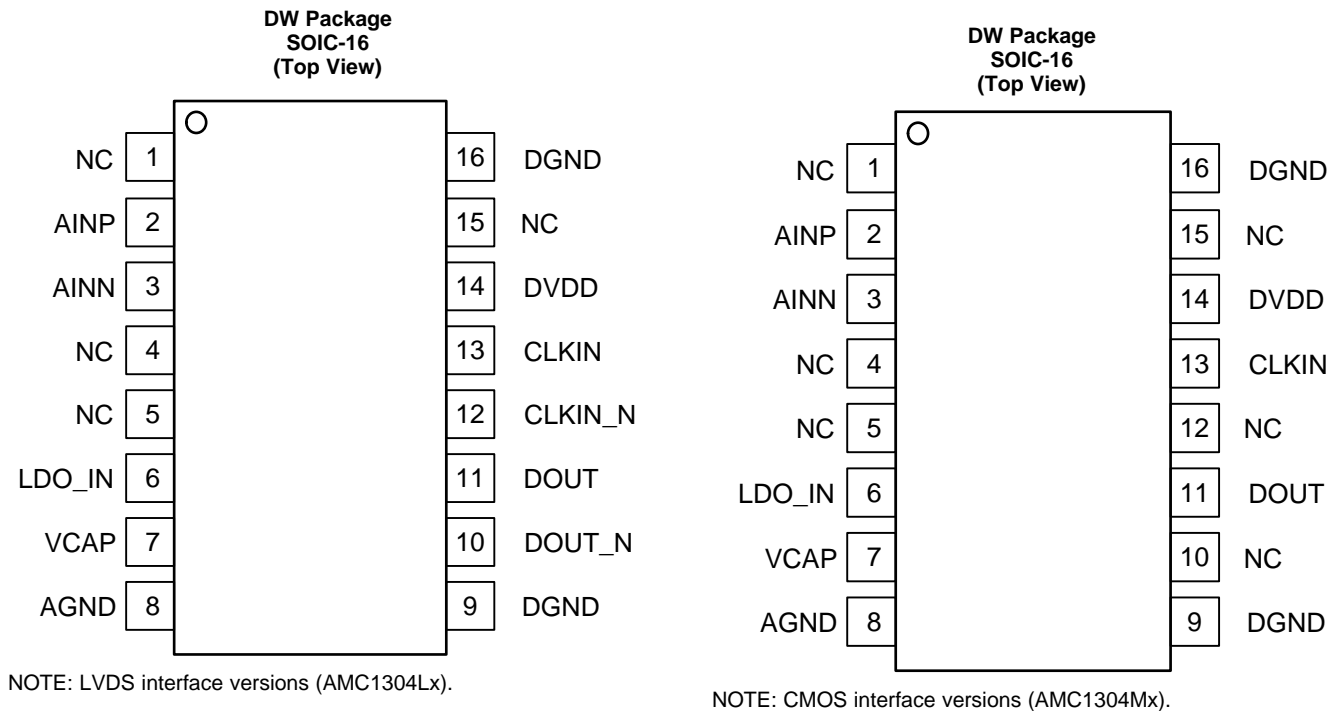 DW Package
SOIC-16
(Top View)
NC 1 16 DGND
AINP 2 15 NC
AINN 3 14 DVDD
NC 4 13 CLKIN
NC 5 12 CLKIN_N
LDO_IN 6 11 DOUT
VCAP 7 10 DOUT_N
AGND 8 9 DGND
NOTE: LVDS interface versions (AMC1304Lx).
DW Package
SOIC-16
(Top View)
NC 1 16 DGND
AINP 2 15 NC
AINN 3 14 DVDD
NC 4 13 CLKIN
NC 5 12 NC
LDO_IN 6 11 DOUT
VCAP 7 10 NC
AGND 8 9 DGND
NOTE: CMOS interface versions (AMC1304Mx).